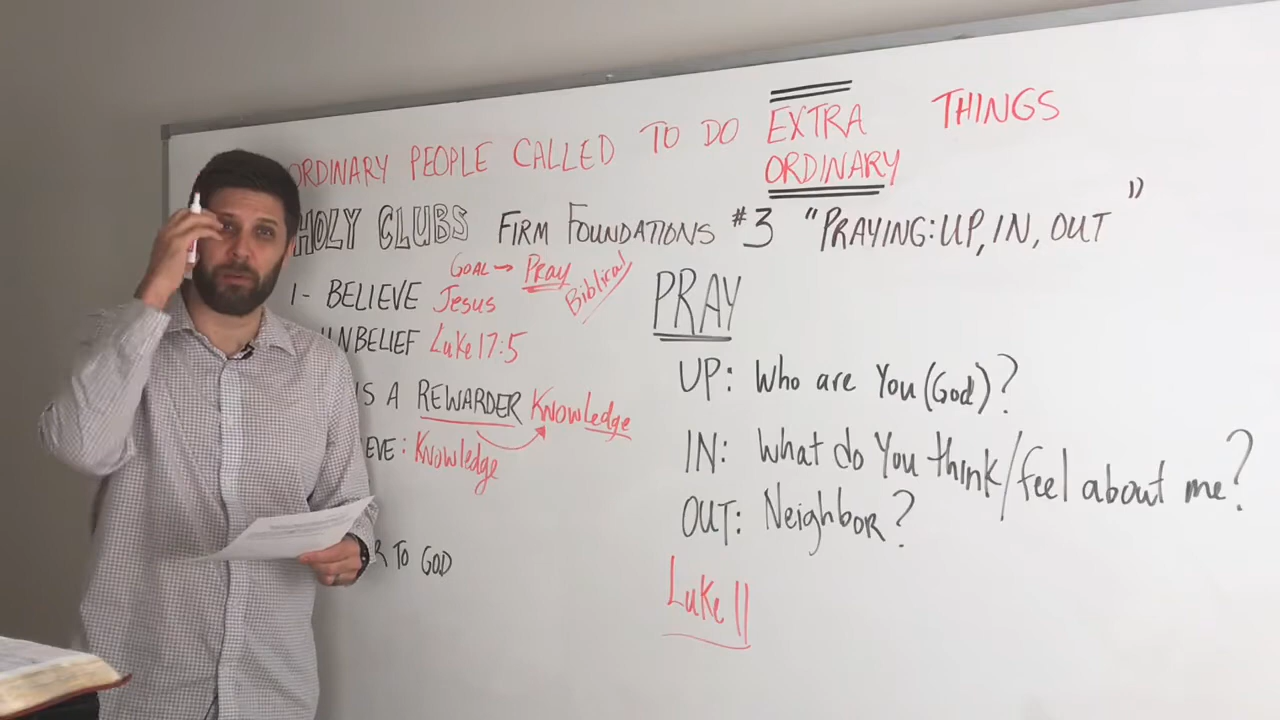 ORDINARY PEOPLE CALLED TO DO EXTRA ORDINARY THINGS
HOLY CLUBS FIRM FOUNDATIONS #3 "PRAYING: UP, IN, OUT"
GOAL → Pray
Biblical
1- BELIEVE Jesus
UNBELIEF Luke 17:5
IS A REWARDER Knowledge
EVE: Knowledge
R TO GOD
PRAY
UP: Who are You (God)?
IN: What do You think/feel about me?
OUT: Neighbor?
Luke 11